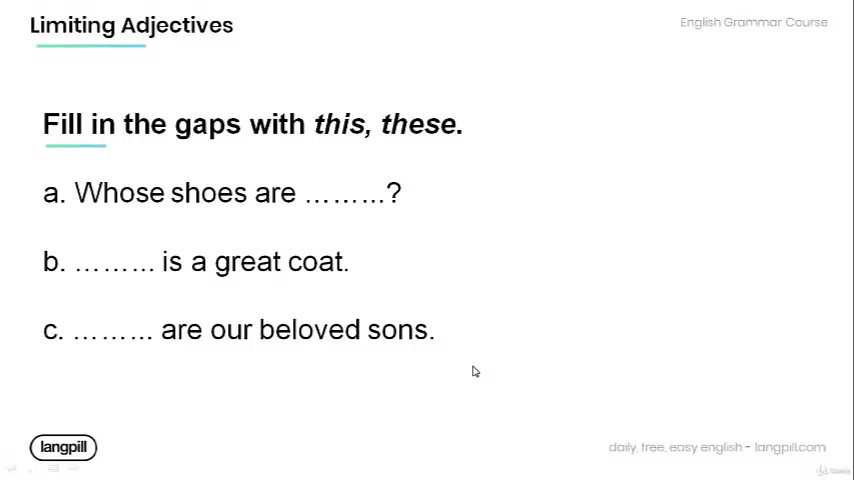 Limiting Adjectives
English Grammar Course
Fill in the gaps with this, these.
a. Whose shoes are ………?
b. ……… is a great coat.
c. ……… are our beloved sons.
langpill
daily, free, easy english - langpill.com
Udemy